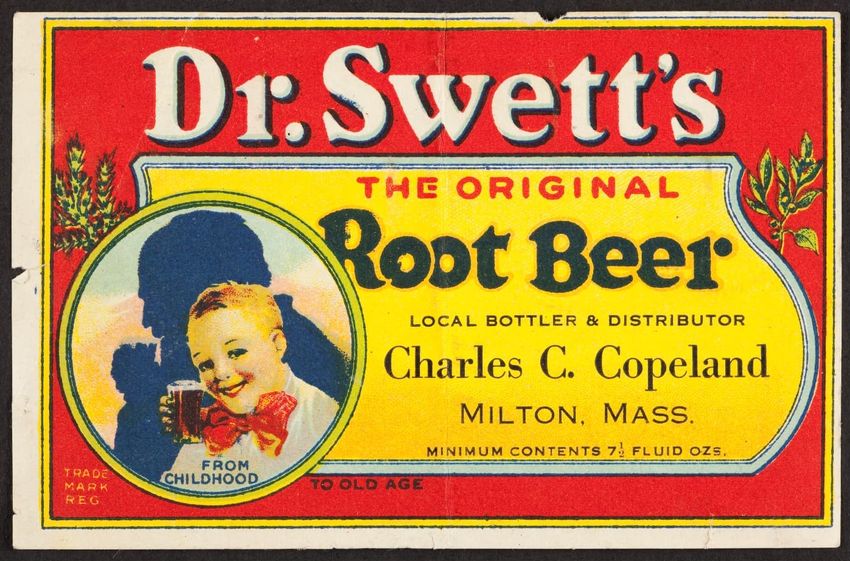 Dr. Swett's
THE ORIGINAL
Root Beer
LOCAL BOTTLER & DISTRIBUTOR
Charles C. Copeland
MILTON, MASS.
MINIMUM CONTENTS 7½ FLUID OZS.
FROM
CHILDHOOD
TO OLD AGE
TRADE
MARK
REG